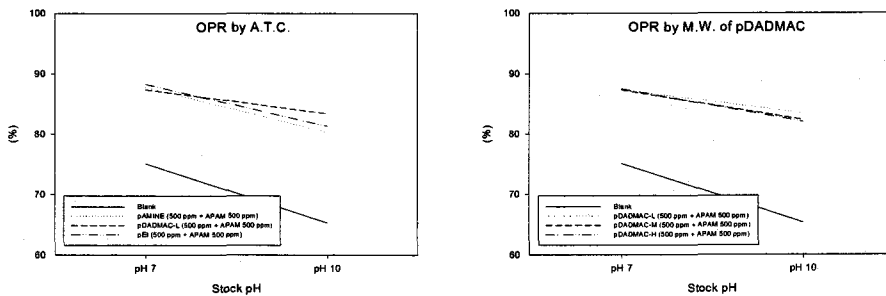 OPR by A.T.C.
100
90
80
70
60
(%)
Blank
pAMINE (500 ppm + APAM 500 ppm)
pDADMAC-L (500 ppm + APAM 500 ppm)
pEI (500 ppm + APAM 500 ppm)
pH 7
pH 10
Stock pH
OPR by M.W. of pDADMAC
100
90
80
70
60
(%)
Blank
pDADMAC-L (500 ppm + APAM 500 ppm)
pDADMAC-M (500 ppm + APAM 500 ppm)
pDADMAC-H (500 ppm + APAM 500 ppm)
pH 7
pH 10
Stock pH